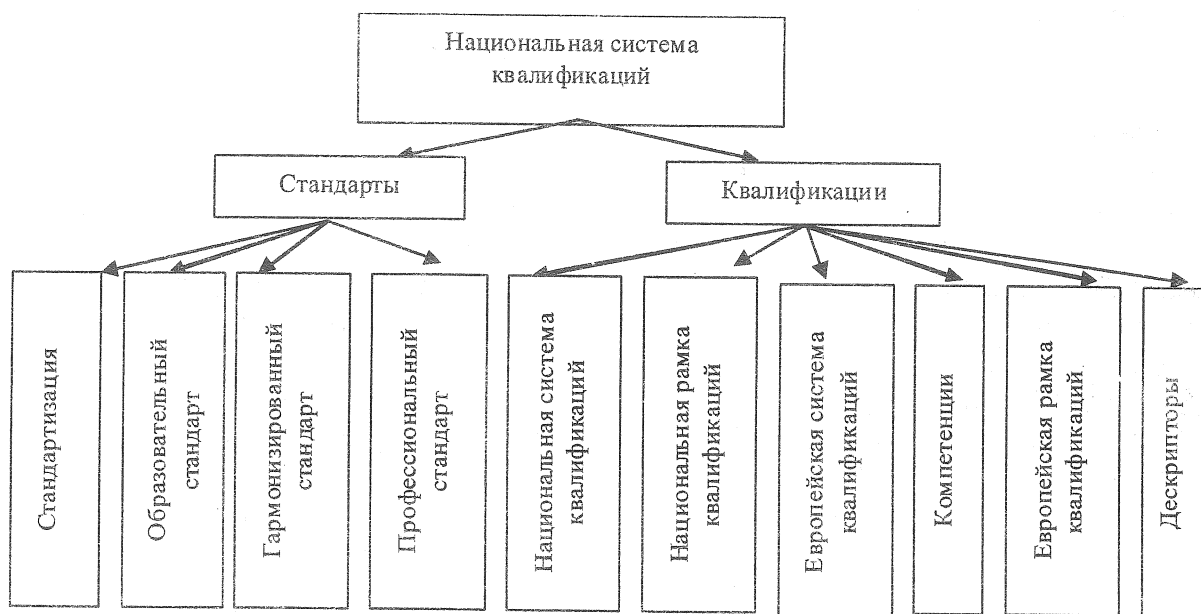 Национальная система
квалификаций
Стандарты
Квалификации
Стандартизация
Образовательный
стандарт
Гармонизированный
стандарт
Профессиональный
стандарт
Национальная система
квалификаций
Национальная рамка
квалификаций
Европейская система
квалификаций
Компетенции
Европейская рамка
квалификаций
Дескрипторы